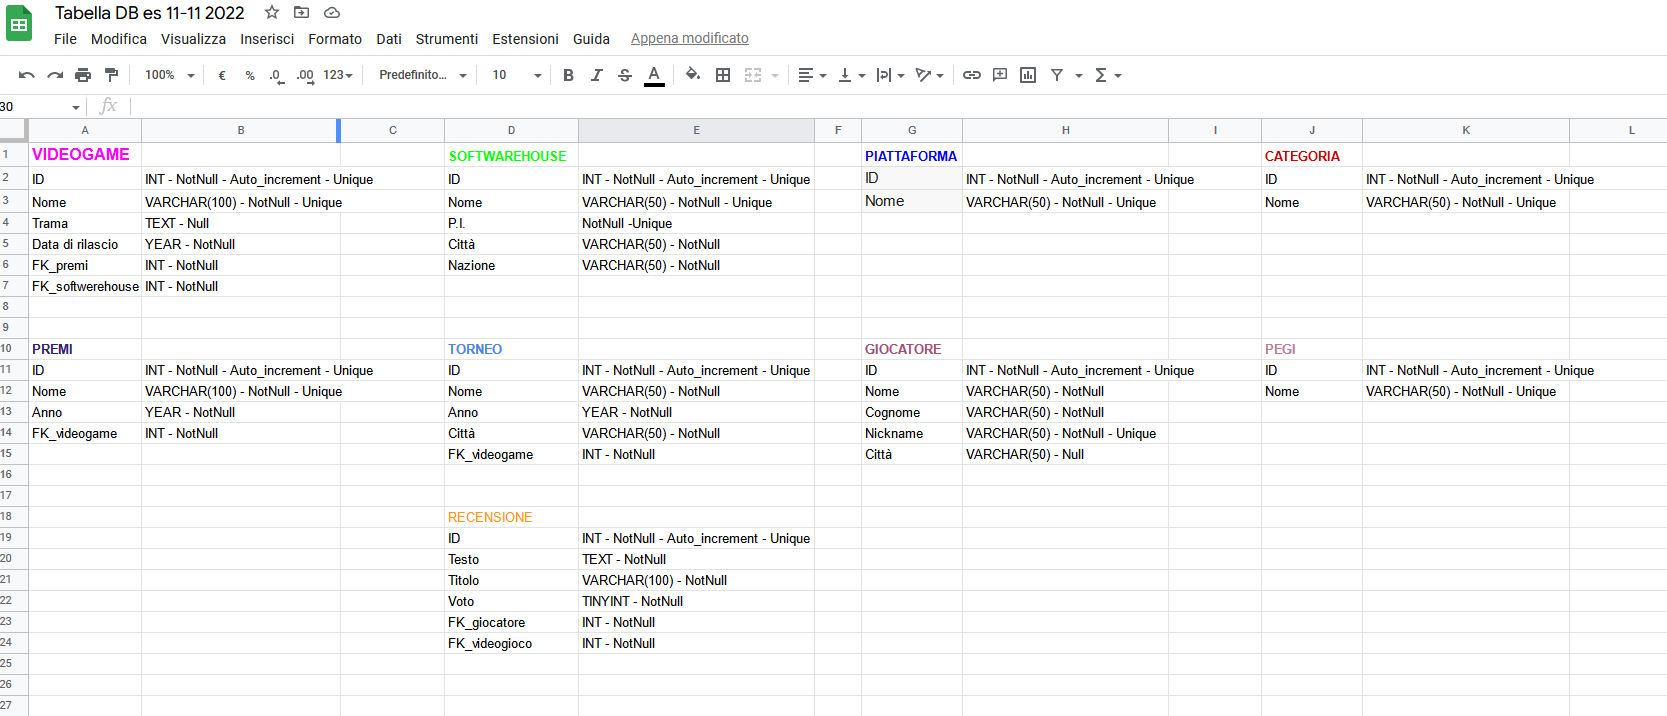 Tabella DB es 11-11 2022
File Modifica Visualizza Inserisci Formato Dati Strumenti Estensioni Guida Appena modificato
100% € % .0 .00 123 Predefinito... 10 B I S A Σ
30 fx
A B C D E F G H I J K L
1 VIDEOGAME SOFTWAREHOUSE PIATTAFORMA CATEGORIA
2 ID INT - NotNull - Auto_increment - Unique ID INT - NotNull - Auto_increment - Unique ID INT - NotNull - Auto_increment - Unique ID INT - NotNull - Auto_increment - Unique
3 Nome VARCHAR(100) - NotNull - Unique Nome VARCHAR(50) - NotNull - Unique Nome VARCHAR(50) - NotNull - Unique Nome VARCHAR(50) - NotNull - Unique
4 Trama TEXT - Null P.I. NotNull -Unique
5 Data di rilascio YEAR - NotNull Città VARCHAR(50) - NotNull
6 FK_premi INT - NotNull Nazione VARCHAR(50) - NotNull
7 FK_softwerehouse INT - NotNull
8
9
10 PREMI TORNEO GIOCATORE PEGI
11 ID INT - NotNull - Auto_increment - Unique ID INT - NotNull - Auto_increment - Unique ID INT - NotNull - Auto_increment - Unique ID INT - NotNull - Auto_increment - Unique
12 Nome VARCHAR(100) - NotNull - Unique Nome VARCHAR(50) - NotNull Nome VARCHAR(50) - NotNull Nome VARCHAR(50) - NotNull - Unique
13 Anno YEAR - NotNull Anno YEAR - NotNull Cognome VARCHAR(50) - NotNull
14 FK_videogame INT - NotNull Città VARCHAR(50) - NotNull Nickname VARCHAR(50) - NotNull - Unique
15 FK_videogame INT - NotNull Città VARCHAR(50) - Null
16
17
18 RECENSIONE
19 ID INT - NotNull - Auto_increment - Unique
20 Testo TEXT - NotNull
21 Titolo VARCHAR(100) - NotNull
22 Voto TINYINT - NotNull
23 FK_giocatore INT - NotNull
24 FK_videogioco INT - NotNull
25
26
27